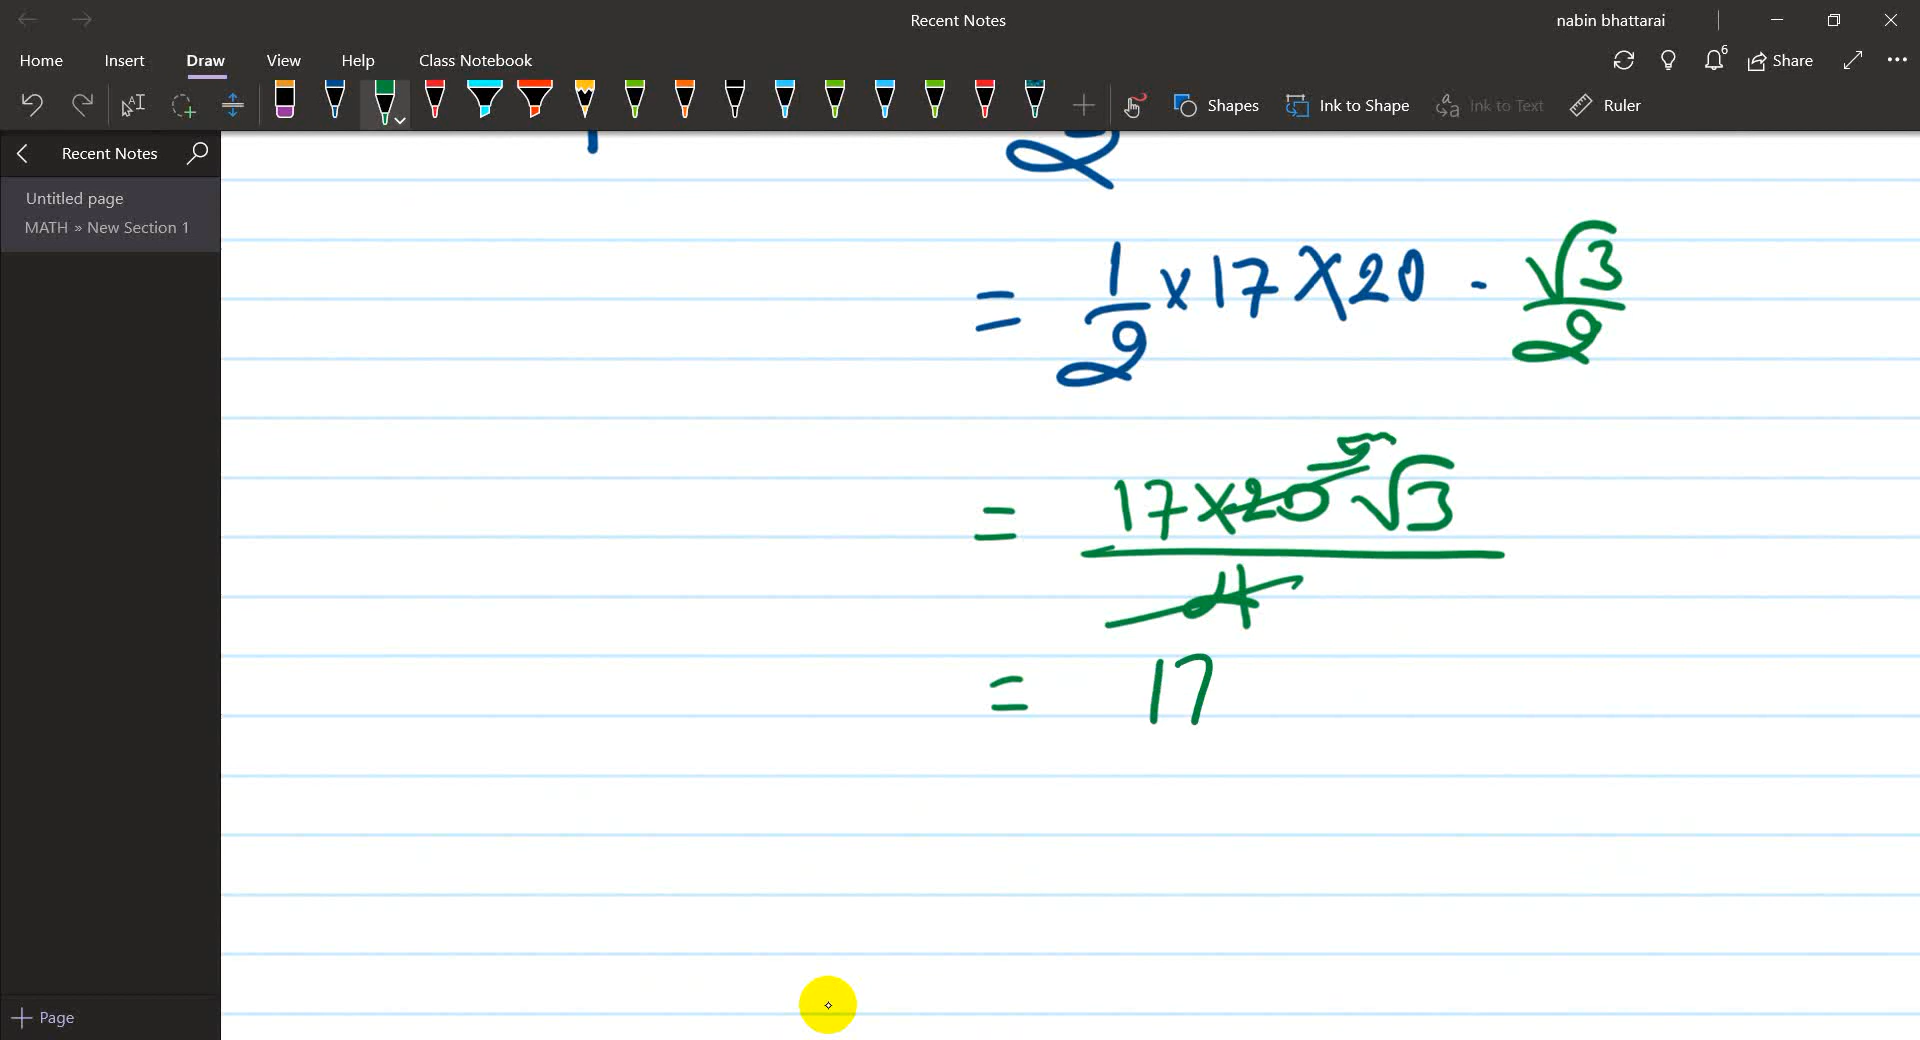 Recent Notes
nabin bhattarai
Home Insert Draw View Help Class Notebook
6 Share
Shapes Ink to Shape Ink to Text Ruler
Recent Notes
Untitled page
MATH » New Section 1
2
= 1/2 × 17 × 20 · √3/2
5
= 17 × 20 √3
4
= 17
Page